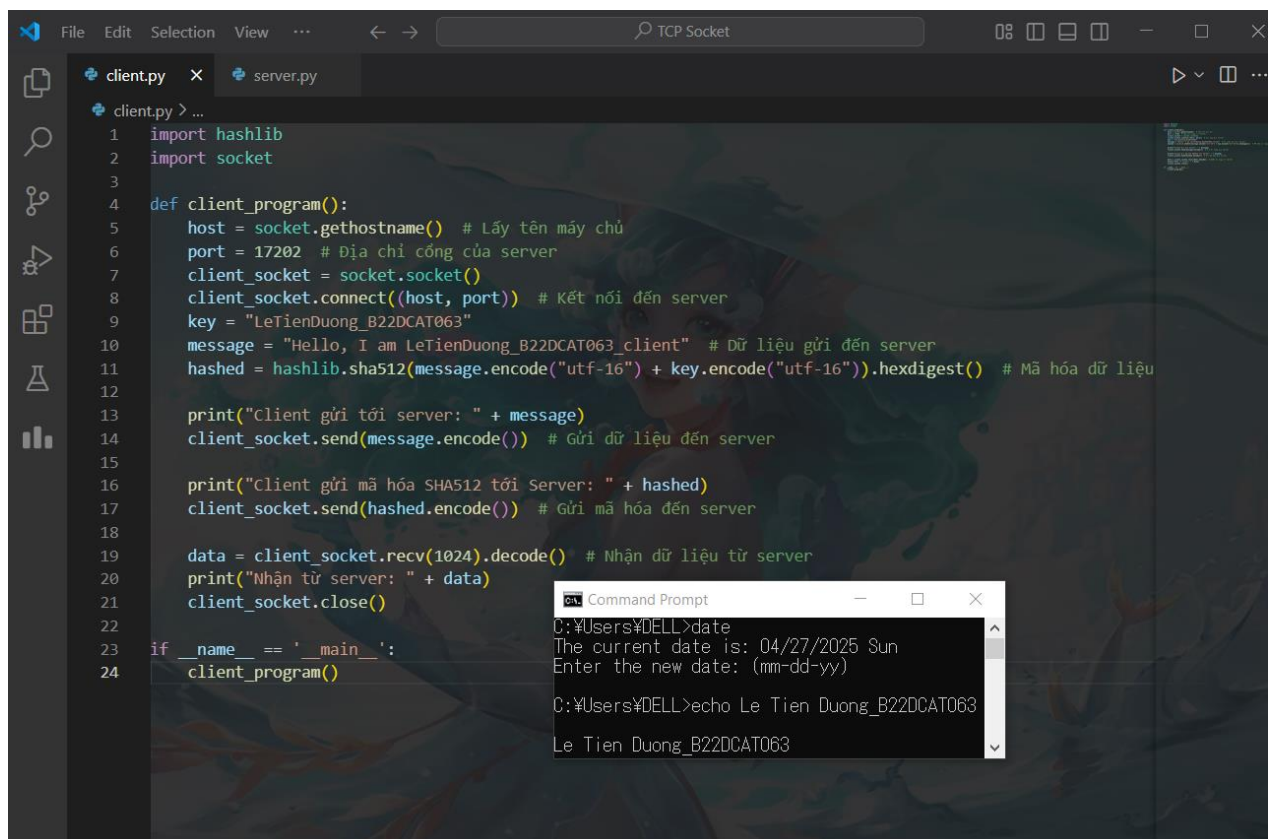 File Edit Selection View ··· ← → TCP Socket
client.py × server.py
client.py > ...
1 import hashlib
2 import socket
3
4 def client_program():
5     host = socket.gethostname()  # Lấy tên máy chủ
6     port = 17202  # Địa chỉ cổng của server
7     client_socket = socket.socket()
8     client_socket.connect((host, port))  # Kết nối đến server
9     key = "LeTienDuong_B22DCAT063"
10     message = "Hello, I am LeTienDuong_B22DCAT063_client"  # Dữ liệu gửi đến server
11     hashed = hashlib.sha512(message.encode("utf-16") + key.encode("utf-16")).hexdigest()  # Mã hóa dữ liệu
12
13     print("Client gửi tới server: " + message)
14     client_socket.send(message.encode())  # Gửi dữ liệu đến server
15
16     print("Client gửi mã hóa SHA512 tới Server: " + hashed)
17     client_socket.send(hashed.encode())  # Gửi mã hóa đến server
18
19     data = client_socket.recv(1024).decode()  # Nhận dữ liệu từ server
20     print("Nhận từ server: " + data)
21     client_socket.close()
22
23 if __name__ == '__main__':
24     client_program()
Command Prompt
C:¥Users¥DELL>date
The current date is: 04/27/2025 Sun
Enter the new date: (mm-dd-yy)
C:¥Users¥DELL>echo Le Tien Duong_B22DCAT063
Le Tien Duong_B22DCAT063